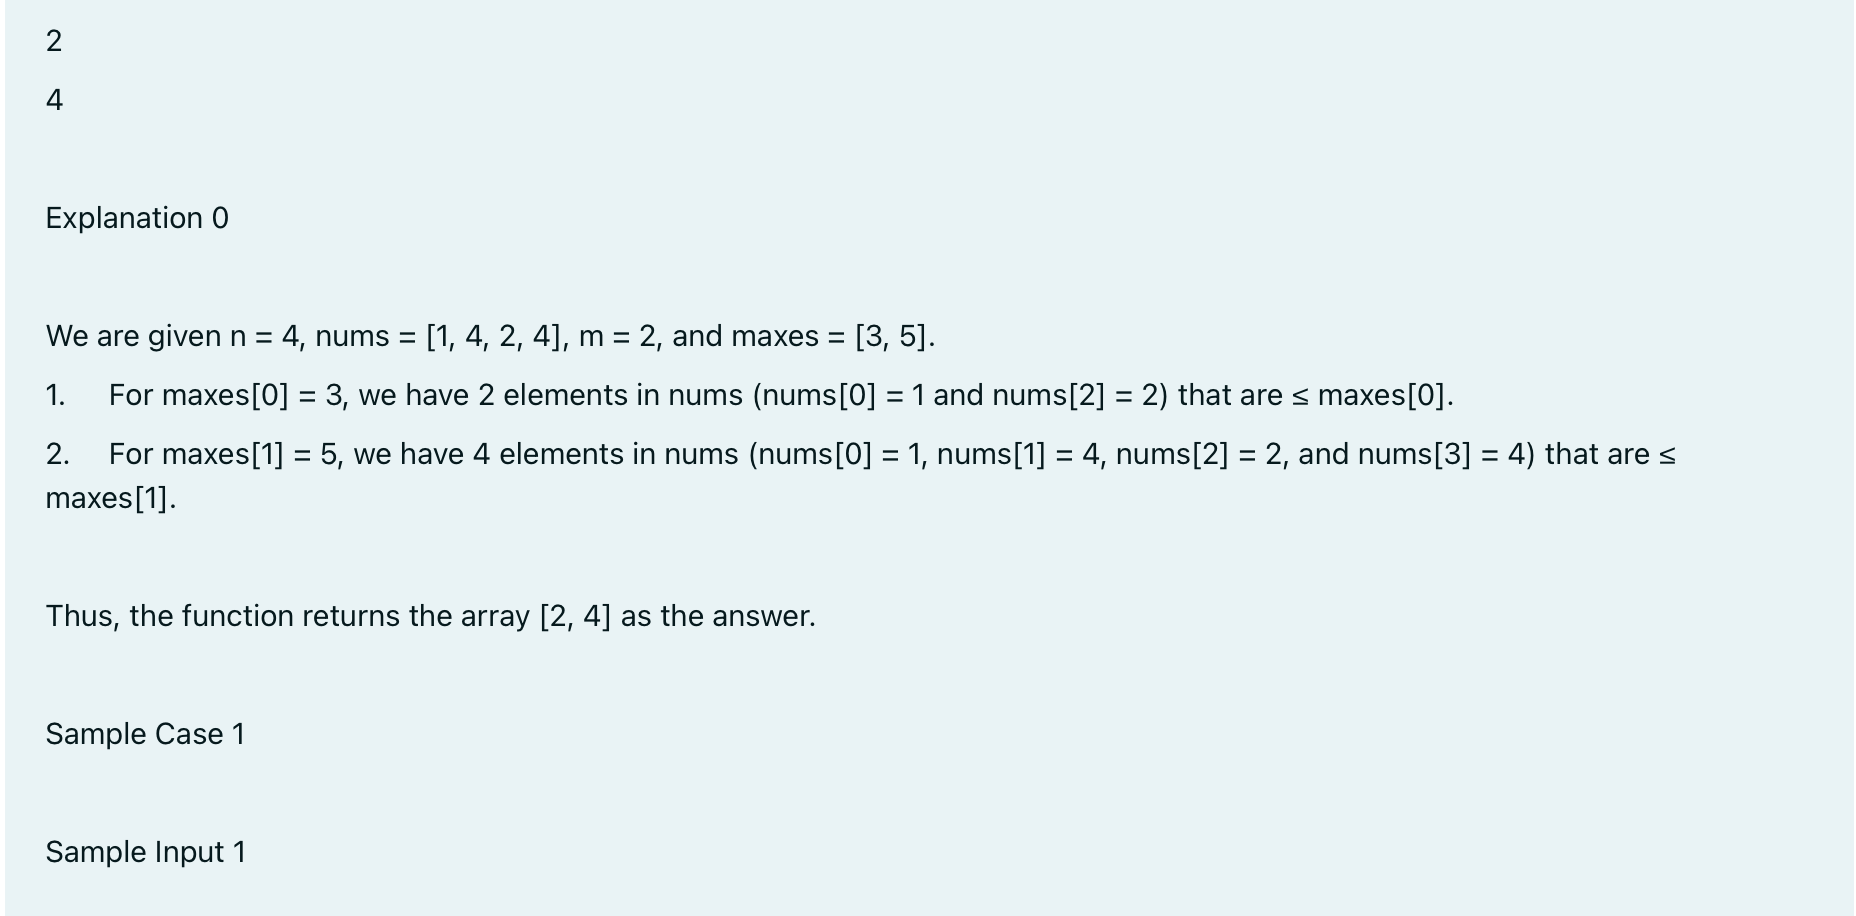 2
4
Explanation 0
We are given n = 4, nums = [1, 4, 2, 4], m = 2, and maxes = [3, 5].
1. For maxes[0] = 3, we have 2 elements in nums (nums[0] = 1 and nums[2] = 2) that are ≤ maxes[0].
2. For maxes[1] = 5, we have 4 elements in nums (nums[0] = 1, nums[1] = 4, nums[2] = 2, and nums[3] = 4) that are ≤
maxes[1].
Thus, the function returns the array [2, 4] as the answer.
Sample Case 1
Sample Input 1